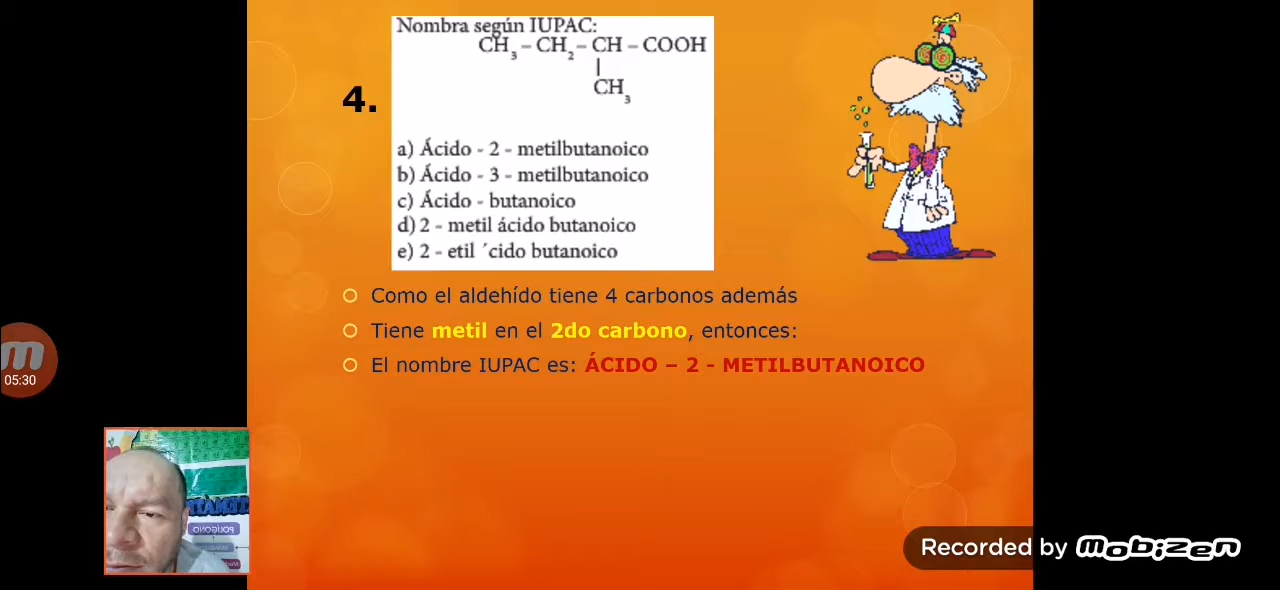 Nombra según IUPAC:
CH₃ – CH₂ – CH – COOH
|
CH₃
4.
a) Ácido - 2 - metilbutanoico
b) Ácido - 3 - metilbutanoico
c) Ácido - butanoico
d) 2 - metil ácido butanoico
e) 2 - etil ´cido butanoico
Como el aldehído tiene 4 carbonos además
Tiene metil en el 2do carbono, entonces:
El nombre IUPAC es: ÁCIDO – 2 - METILBUTANOICO
m
05:30
POLÍGONO
Recorded by Mobizen